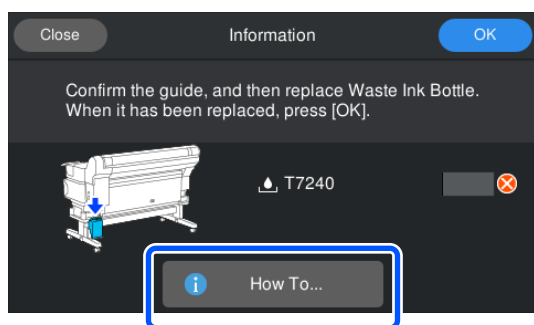 Close Information OK
Confirm the guide, and then replace Waste Ink Bottle.
When it has been replaced, press [OK].
T7240
i How To...